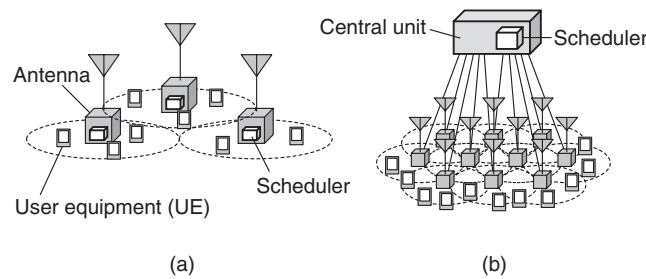 Central unit
Scheduler
Antenna
Scheduler
User equipment (UE)
(a)
(b)